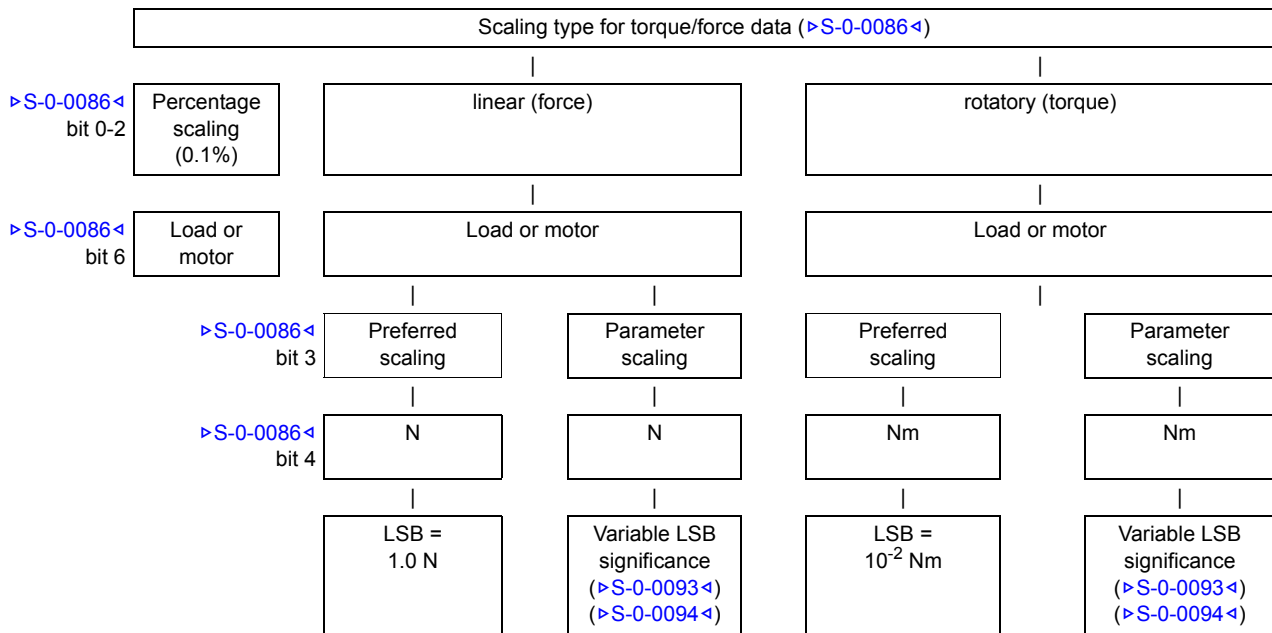 Scaling type for torque/force data (▹S-0-0086◃)
|
|
▹S-0-0086◃
bit 0-2
Percentage
scaling
(0.1%)
linear (force)
rotatory (torque)
|
|
▹S-0-0086◃
bit 6
Load or
motor
Load or motor
Load or motor
|
|
|
▹S-0-0086◃
bit 3
Preferred
scaling
Parameter
scaling
Preferred
scaling
Parameter
scaling
|
|
|
|
▹S-0-0086◃
bit 4
N
N
Nm
Nm
|
|
|
|
LSB =
1.0 N
Variable LSB
significance
(▹S-0-0093◃)
(▹S-0-0094◃)
LSB =
10⁻² Nm
Variable LSB
significance
(▹S-0-0093◃)
(▹S-0-0094◃)